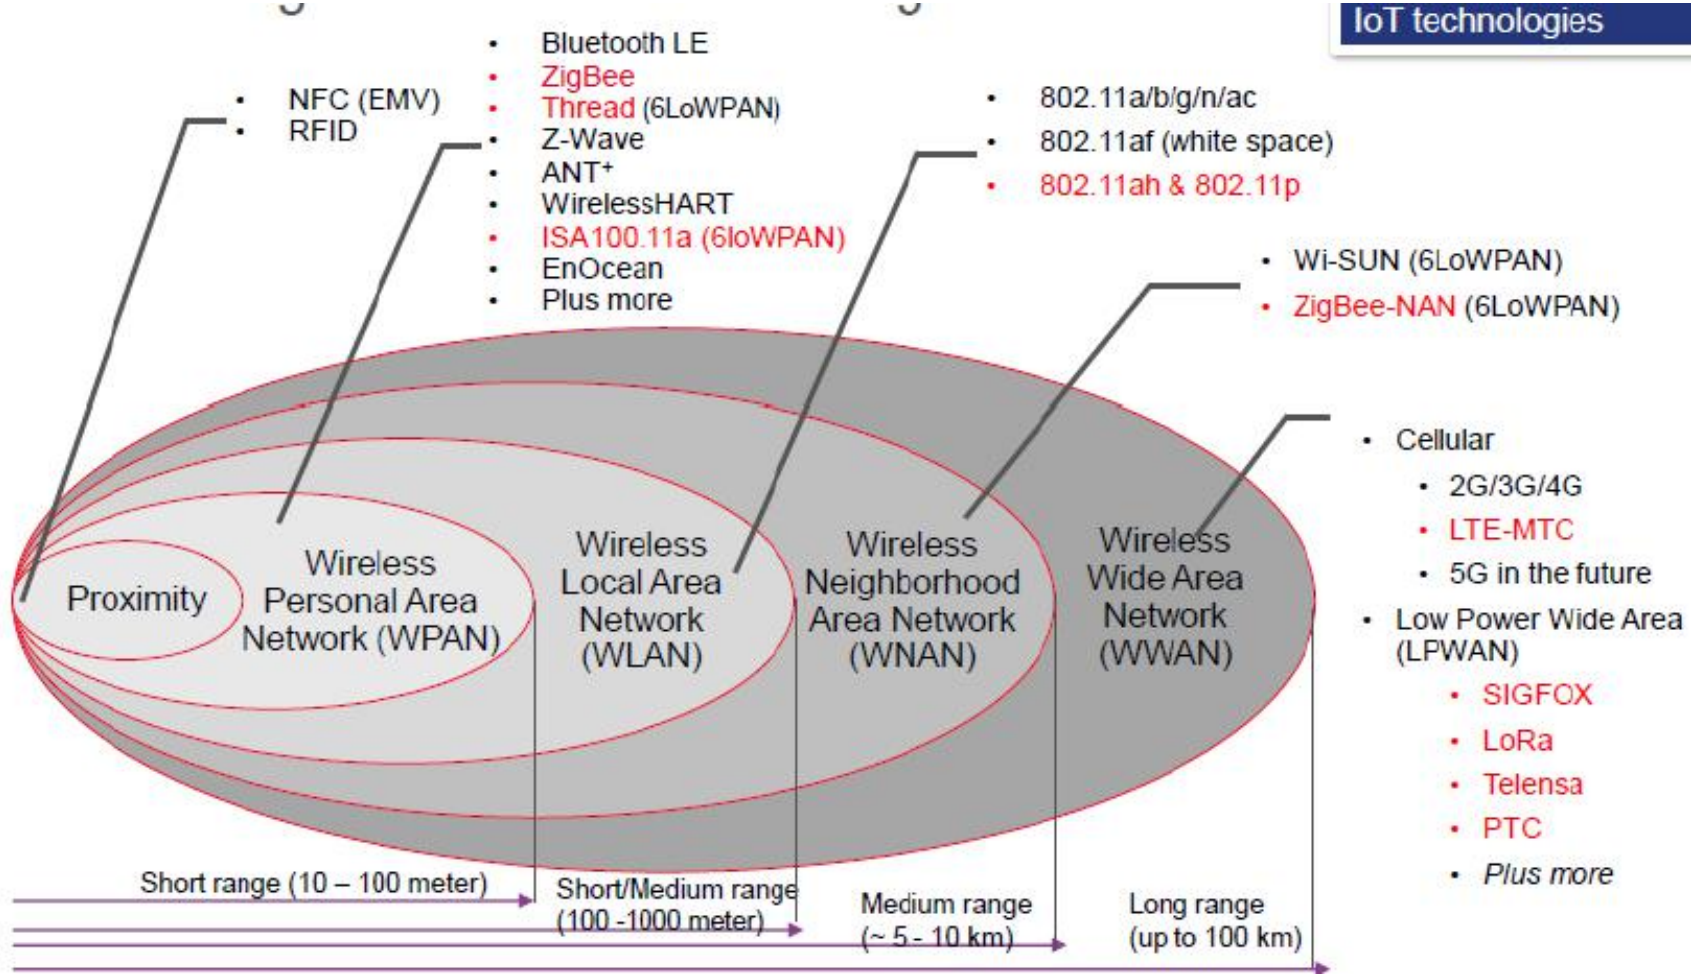 IoT technologies
• NFC (EMV)
• RFID
• Bluetooth LE
• ZigBee
• Thread (6LoWPAN)
• Z-Wave
• ANT+
• WirelessHART
• ISA100.11a (6loWPAN)
• EnOcean
• Plus more
• 802.11a/b/g/n/ac
• 802.11af (white space)
• 802.11ah & 802.11p
• Wi-SUN (6LoWPAN)
• ZigBee-NAN (6LoWPAN)
• Cellular
• 2G/3G/4G
• LTE-MTC
• 5G in the future
• Low Power Wide Area
(LPWAN)
• SIGFOX
• LoRa
• Telensa
• PTC
• Plus more
Proximity
Wireless
Personal Area
Network (WPAN)
Wireless
Local Area
Network
(WLAN)
Wireless
Neighborhood
Area Network
(WNAN)
Wireless
Wide Area
Network
(WWAN)
Short range (10 – 100 meter)
Short/Medium range
(100 -1000 meter)
Medium range
(~ 5 - 10 km)
Long range
(up to 100 km)